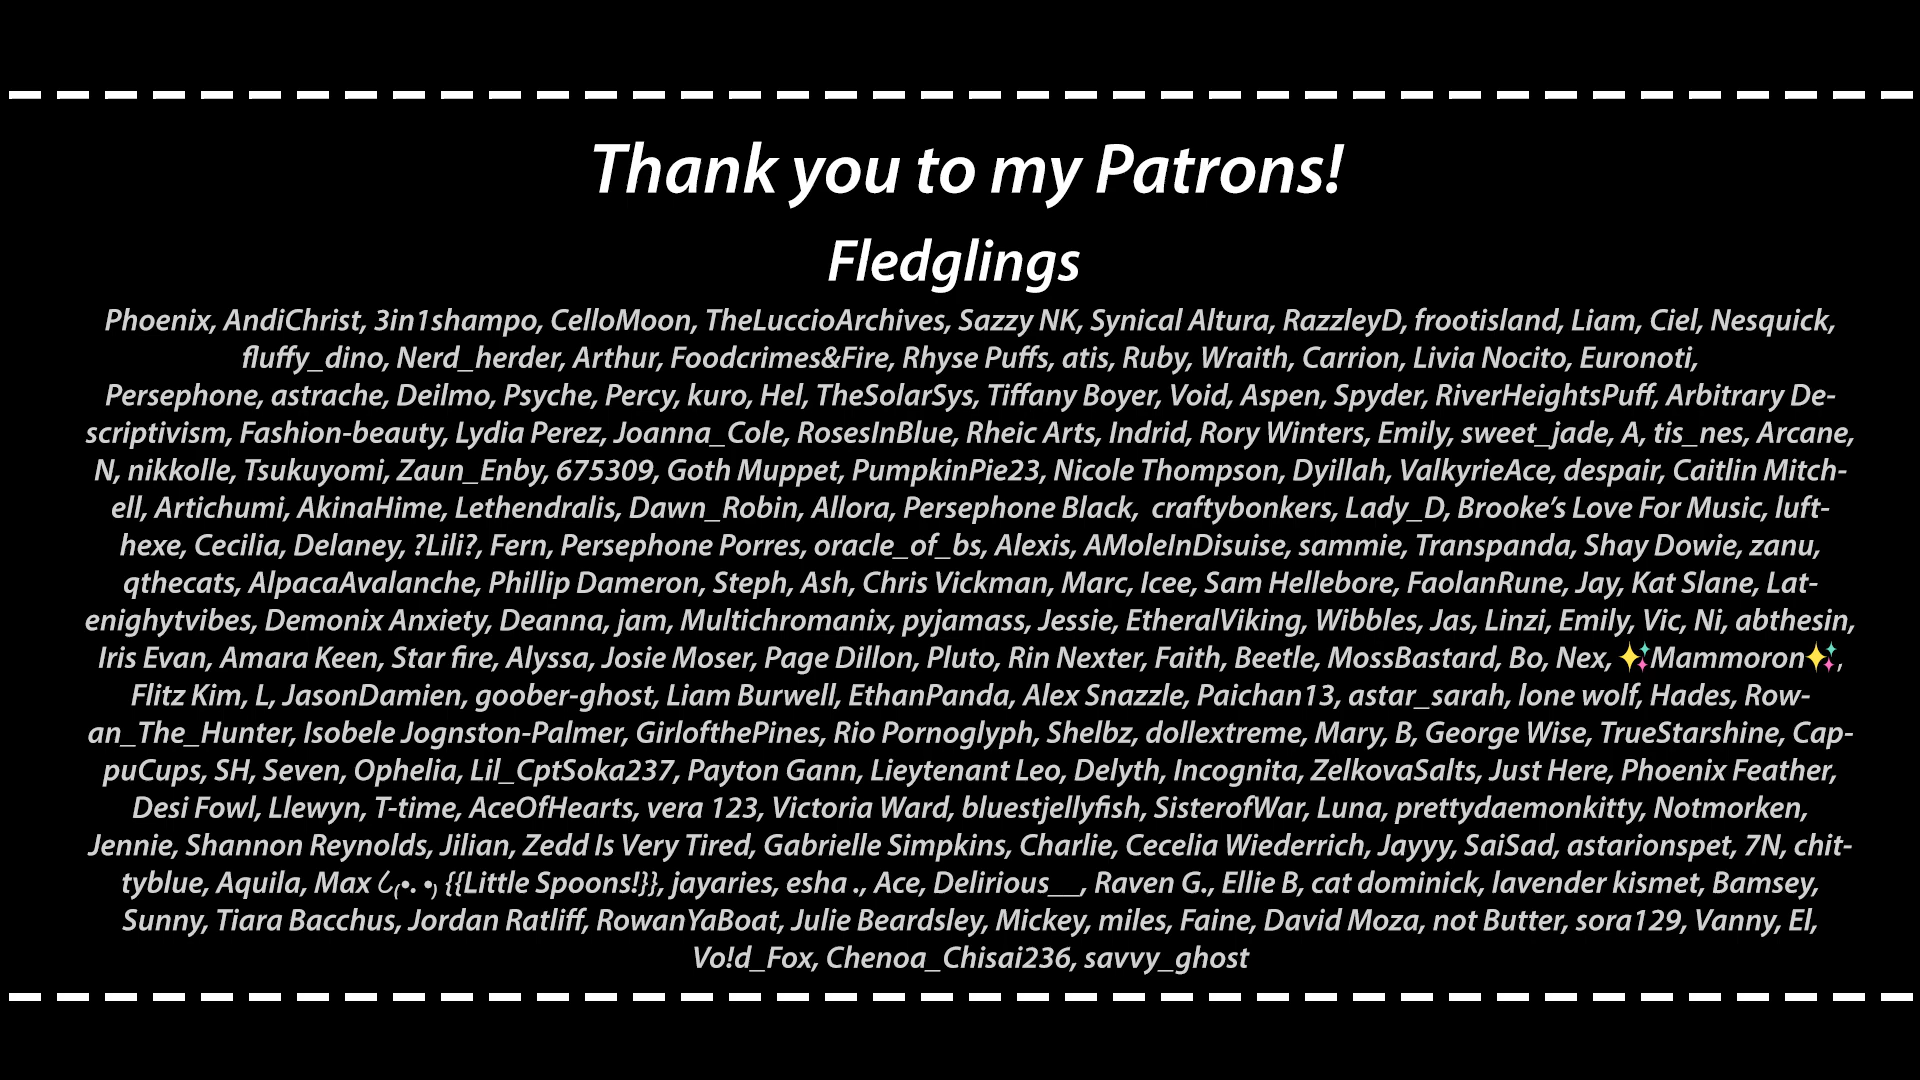 Thank you to my Patrons!
Fledglings
Phoenix, AndiChrist, 3in1shampo, CelloMoon, TheLuccioArchives, Sazzy NK, Synical Altura, RazzleyD, frootisland, Liam, Ciel, Nesquick,
fluffy_dino, Nerd_herder, Arthur, Foodcrimes&Fire, Rhyse Puffs, atis, Ruby, Wraith, Carrion, Livia Nocito, Euronoti,
Persephone, astrache, Deilmo, Psyche, Percy, kuro, Hel, TheSolarSys, Tiffany Boyer, Void, Aspen, Spyder, RiverHeightsPuff, Arbitrary De-
scriptivism, Fashion-beauty, Lydia Perez, Joanna_Cole, RosesInBlue, Rheic Arts, Indrid, Rory Winters, Emily, sweet_jade, A, tis_nes, Arcane,
N, nikkolle, Tsukuyomi, Zaun_Enby, 675309, Goth Muppet, PumpkinPie23, Nicole Thompson, Dyillah, ValkyrieAce, despair, Caitlin Mitch-
ell, Artichumi, AkinaHime, Lethendralis, Dawn_Robin, Allora, Persephone Black,  craftybonkers, Lady_D, Brooke’s Love For Music, luft-
hexe, Cecilia, Delaney, ?Lili?, Fern, Persephone Porres, oracle_of_bs, Alexis, AMoleInDisuise, sammie, Transpanda, Shay Dowie, zanu,
qthecats, AlpacaAvalanche, Phillip Dameron, Steph, Ash, Chris Vickman, Marc, Icee, Sam Hellebore, FaolanRune, Jay, Kat Slane, Lat-
enighytvibes, Demonix Anxiety, Deanna, jam, Multichromanix, pyjamass, Jessie, EtheralViking, Wibbles, Jas, Linzi, Emily, Vic, Ni, abthesin,
Iris Evan, Amara Keen, Star fire, Alyssa, Josie Moser, Page Dillon, Pluto, Rin Nexter, Faith, Beetle, MossBastard, Bo, Nex, ✨Mammoron✨,
Flitz Kim, L, JasonDamien, goober-ghost, Liam Burwell, EthanPanda, Alex Snazzle, Paichan13, astar_sarah, lone wolf, Hades, Row-
an_The_Hunter, Isobele Jognston-Palmer, GirlofthePines, Rio Pornoglyph, Shelbz, dollextreme, Mary, B, George Wise, TrueStarshine, Cap-
puCups, SH, Seven, Ophelia, Lil_CptSoka237, Payton Gann, Lieytenant Leo, Delyth, Incognita, ZelkovaSalts, Just Here, Phoenix Feather,
Desi Fowl, Llewyn, T-time, AceOfHearts, vera 123, Victoria Ward, bluestjellyfish, SisterofWar, Luna, prettydaemonkitty, Notmorken,
Jennie, Shannon Reynolds, Jilian, Zedd Is Very Tired, Gabrielle Simpkins, Charlie, Cecelia Wiederrich, Jayyy, SaiSad, astarionspet, 7N, chit-
tyblue, Aquila, Max ᘏ₍•. •₎ {{Little Spoons!}}, jayaries, esha ., Ace, Delirious__, Raven G., Ellie B, cat dominick, lavender kismet, Bamsey,
Sunny, Tiara Bacchus, Jordan Ratliff, RowanYaBoat, Julie Beardsley, Mickey, miles, Faine, David Moza, not Butter, sora129, Vanny, El,
Vo!d_Fox, Chenoa_Chisai236, savvy_ghost